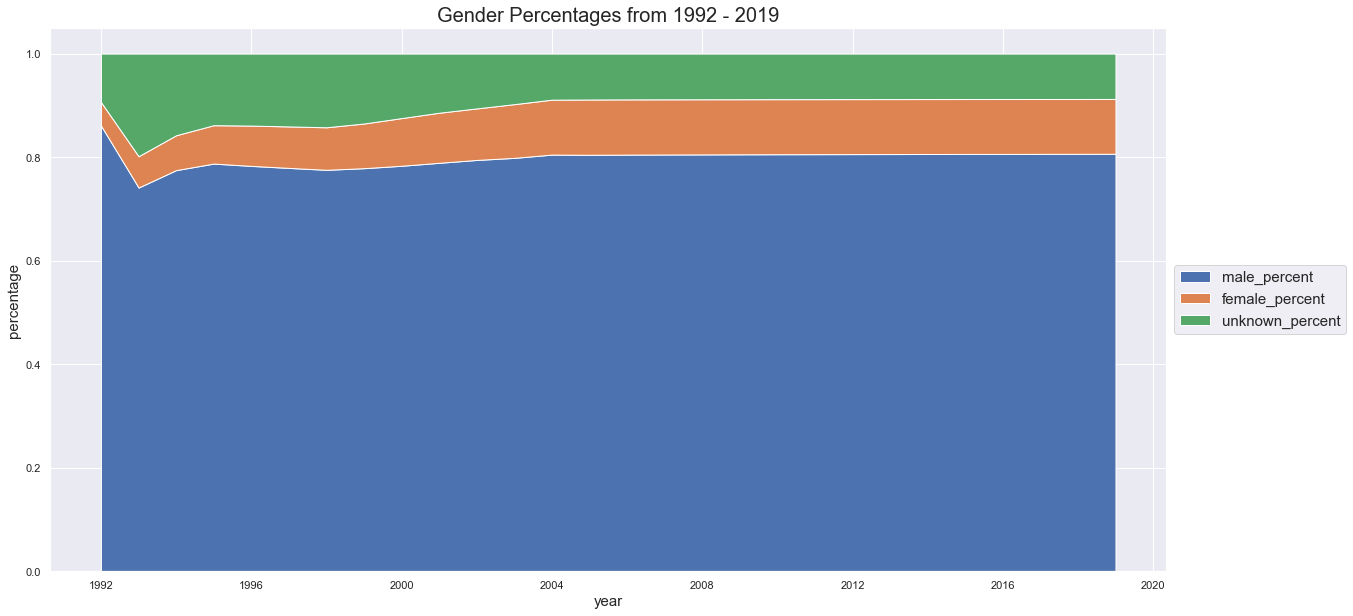 Gender Percentages from 1992 - 2019
1.0
0.8
0.6
0.4
0.2
0.0
percentage
1992
1996
2000
2004
2008
2012
2016
2020
year
male_percent
female_percent
unknown_percent